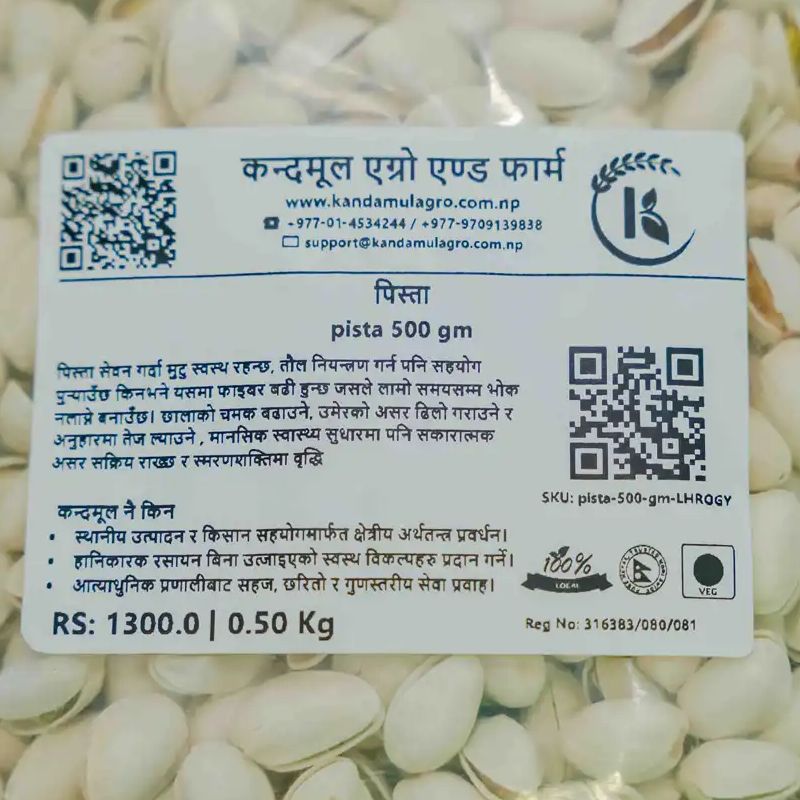 कन्दमूल एग्रो एण्ड फार्म
www.kandamulagro.com.np
+977-01-4534244 / +977-9709139838
support@kandamulagro.com.np
पिस्ता
pista 500 gm
पिस्ता सेवन गर्दा मुटु स्वस्थ रहन्छ, तौल नियन्त्रण गर्न पनि सहयोग
पुऱ्याउँछ किनभने यसमा फाइबर बढी हुन्छ जसले लामो समयसम्म भोक
नलाग्ने बनाउँछ। छालाको चमक बढाउने, उमेरको असर ढिलो गराउने र
अनुहारमा तेज ल्याउने , मानसिक स्वास्थ्य सुधारमा पनि सकारात्मक
असर सक्रिय राख्छ र स्मरणशक्तिमा वृद्धि
SKU: pista-500-gm-LHROGY
कन्दमूल नै किन
• स्थानीय उत्पादन र किसान सहयोगमार्फत क्षेत्रीय अर्थतन्त्र प्रवर्धन।
• हानिकारक रसायन बिना उब्जाइएको स्वस्थ विकल्पहरु प्रदान गर्ने।
• आत्याधुनिक प्रणालीबाट सहज, छरितो र गुणस्तरीय सेवा प्रवाह।
100%
LOCAL
VEG
RS: 1300.0 | 0.50 Kg
Reg No: 316383/080/081